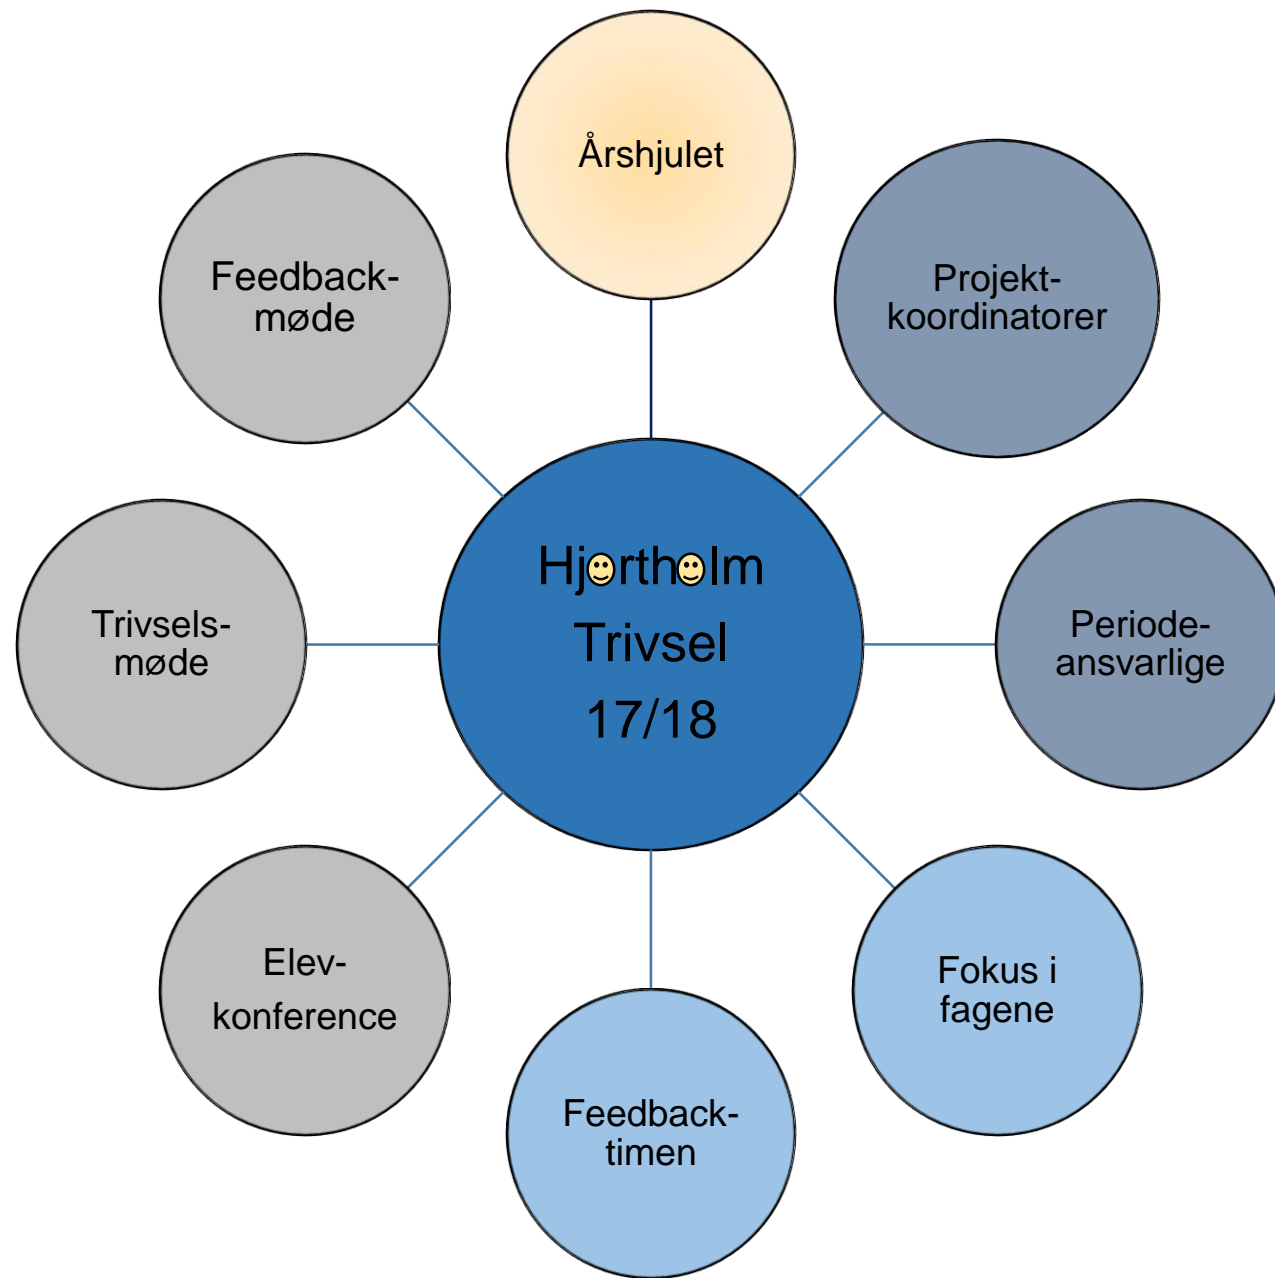 Årshjulet
Projekt-
koordinatorer
Periode-
ansvarlige
Fokus i
fagene
Feedback-
timen
Elev-
konference
Trivsels-
møde
Feedback-
møde
Hjortholm
Trivsel
17/18